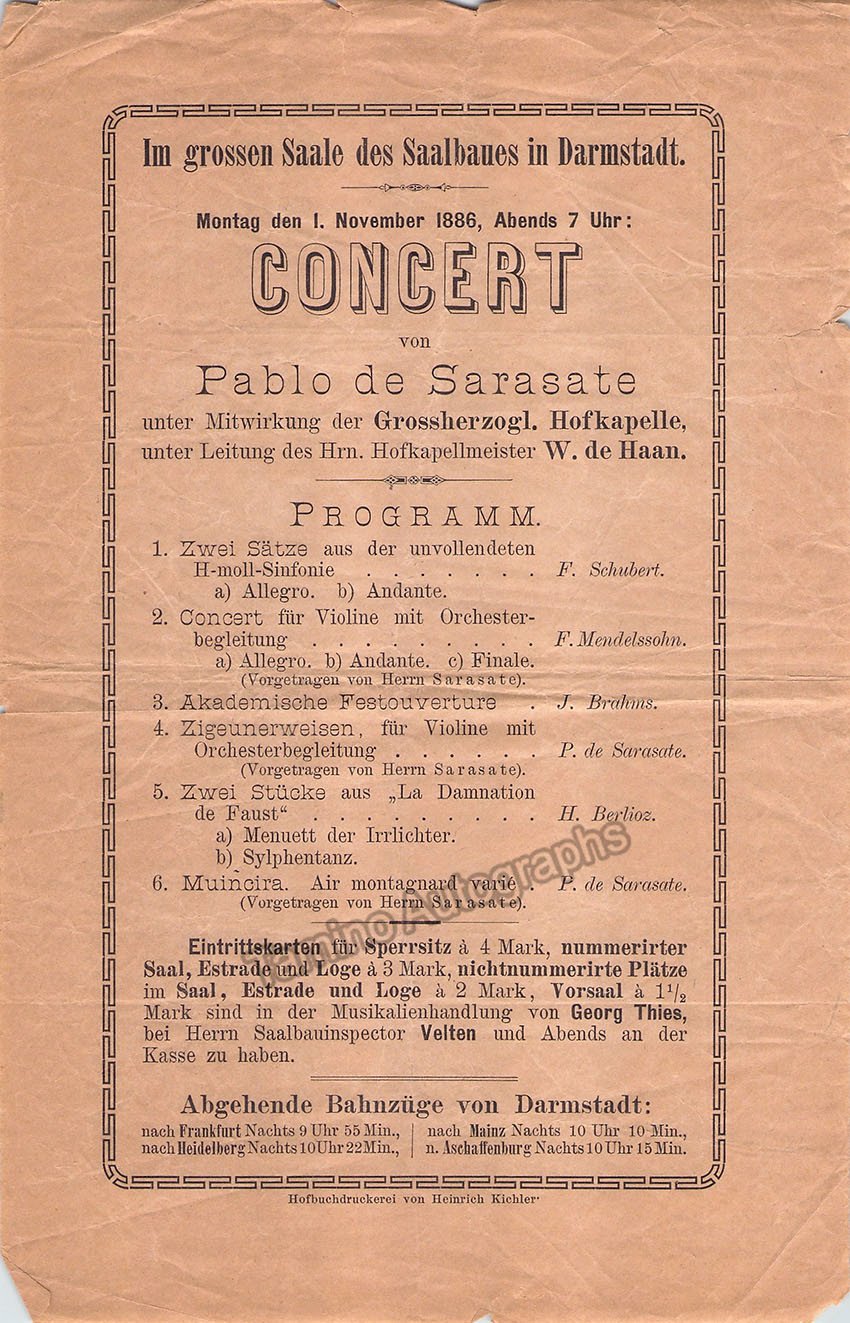 Im grossen Saale des Saalbaues in Darmstadt.
Montag den 1. November 1886, Abends 7 Uhr:
CONCERT
von
Pablo de Sarasate
unter Mitwirkung der Grossherzogl. Hofkapelle,
unter Leitung des Hrn. Hofkapellmeister W. de Haan.
PROGRAMM.
1. Zwei Sätze aus der unvollendeten
H-moll-Sinfonie . . . . . . . F. Schubert.
a) Allegro. b) Andante.
2. Concert für Violine mit Orchester-
begleitung . . . . . . . . . F. Mendelssohn.
a) Allegro. b) Andante. c) Finale.
(Vorgetragen von Herrn Sarasate).
3. Akademische Festouverture . J. Brahms.
4. Zigeunerweisen, für Violine mit
Orchesterbegleitung . . . . . . P. de Sarasate.
(Vorgetragen von Herrn Sarasate).
5. Zwei Stücke aus „La Damnation
de Faust“ . . . . . . . . . H. Berlioz.
a) Menuett der Irrlichter.
b) Sylphentanz.
6. Muiñeira. Air montagnard varié . P. de Sarasate.
(Vorgetragen von Herrn Sarasate).
Tamino Autographs
Eintrittskarten für Sperrsitz à 4 Mark, nummerirter
Saal, Estrade und Loge à 3 Mark, nichtnummerirte Plätze
im Saal, Estrade und Loge à 2 Mark, Vorsaal à 1 1/2
Mark sind in der Musikalienhandlung von Georg Thies,
bei Herrn Saalbauinspector Velten und Abends an der
Kasse zu haben.
Abgehende Bahnzüge von Darmstadt:
nach Frankfurt Nachts 9 Uhr 55 Min., nach Mainz Nachts 10 Uhr 10 Min.,
nach Heidelberg Nachts 10 Uhr 22 Min., n. Aschaffenburg Nachts 10 Uhr 15 Min.
Hofbuchdruckerei von Heinrich Kichler.